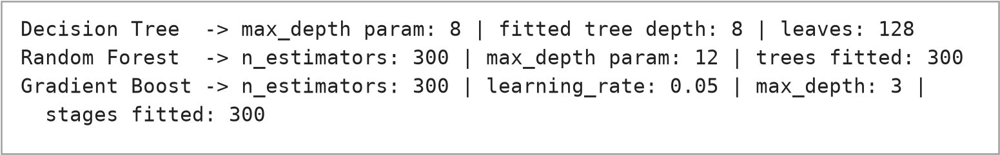 Decision Tree  -> max_depth param: 8 | fitted tree depth: 8 | leaves: 128
Random Forest  -> n_estimators: 300 | max_depth param: 12 | trees fitted: 300
Gradient Boost -> n_estimators: 300 | learning_rate: 0.05 | max_depth: 3 |
  stages fitted: 300